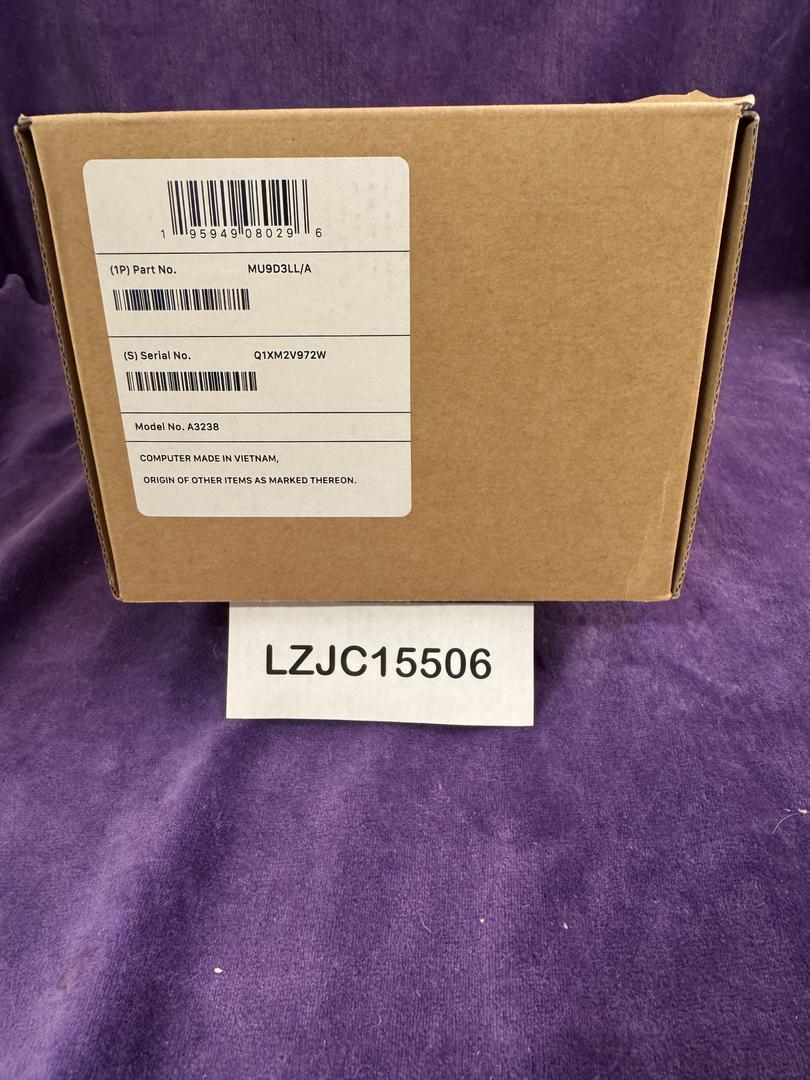 1 95949 08029 6
(1P) Part No. MU9D3LL/A
(S) Serial No. Q1XM2V972W
Model No. A3238
COMPUTER MADE IN VIETNAM,
ORIGIN OF OTHER ITEMS AS MARKED THEREON.
LZJC15506